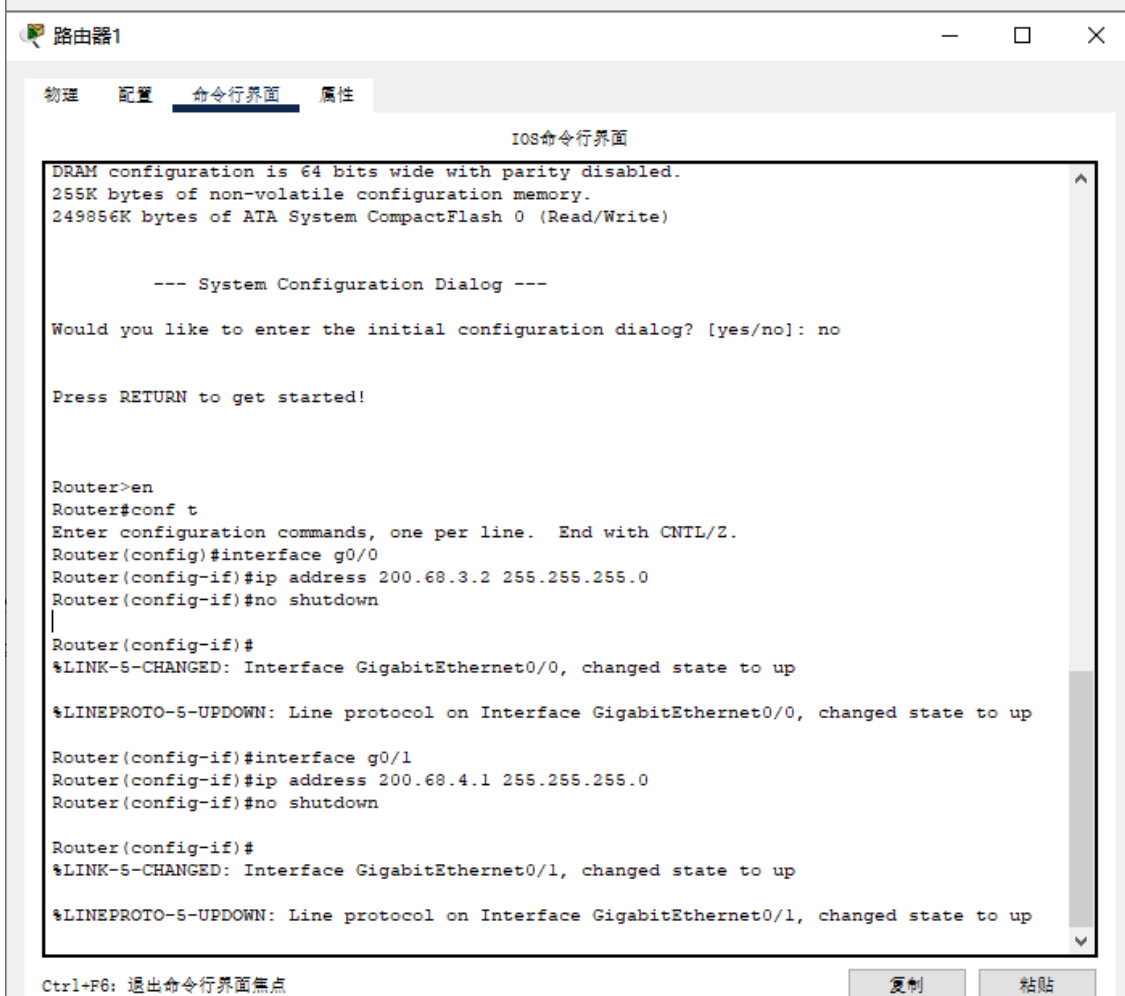 路由器1
物理 配置 命令行界面 属性
IOS命令行界面
DRAM configuration is 64 bits wide with parity disabled.
255K bytes of non-volatile configuration memory.
249856K bytes of ATA System CompactFlash 0 (Read/Write)
--- System Configuration Dialog ---
Would you like to enter the initial configuration dialog? [yes/no]: no
Press RETURN to get started!
Router>en
Router#conf t
Enter configuration commands, one per line.  End with CNTL/Z.
Router(config)#interface g0/0
Router(config-if)#ip address 200.68.3.2 255.255.255.0
Router(config-if)#no shutdown
Router(config-if)#
%LINK-5-CHANGED: Interface GigabitEthernet0/0, changed state to up
%LINEPROTO-5-UPDOWN: Line protocol on Interface GigabitEthernet0/0, changed state to up
Router(config-if)#interface g0/1
Router(config-if)#ip address 200.68.4.1 255.255.255.0
Router(config-if)#no shutdown
Router(config-if)#
%LINK-5-CHANGED: Interface GigabitEthernet0/1, changed state to up
%LINEPROTO-5-UPDOWN: Line protocol on Interface GigabitEthernet0/1, changed state to up
Ctrl+F6: 退出命令行界面焦点 复制 粘贴